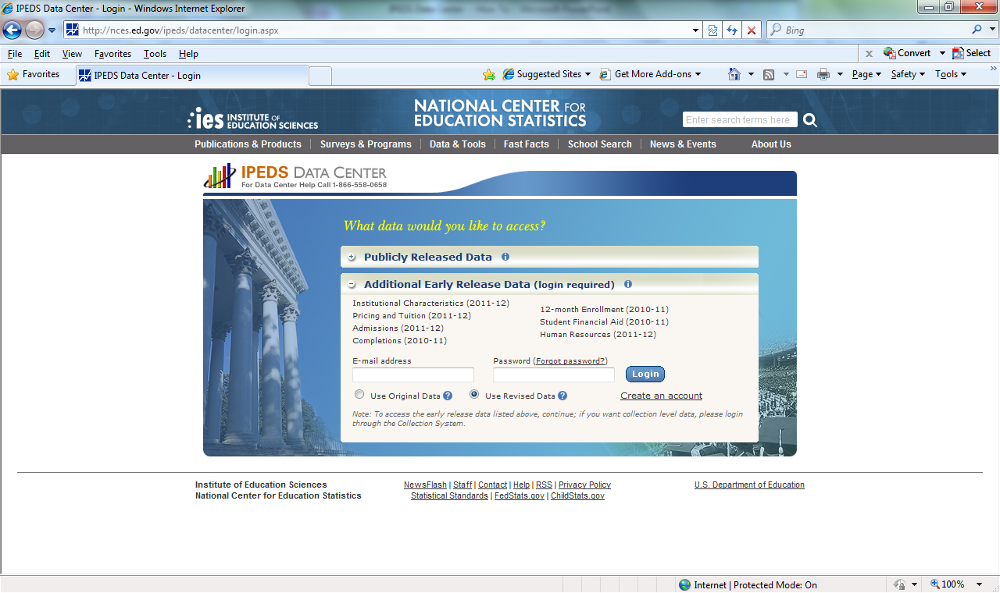 IPEDS Data Center - Login - Windows Internet Explorer
http://nces.ed.gov/ipeds/datacenter/login.aspx
Bing
File Edit View Favorites Tools Help
Convert Select
Favorites IPEDS Data Center - Login Suggested Sites Get More Add-ons Page Safety Tools
ies INSTITUTE OF
EDUCATION SCIENCES
NATIONAL CENTER FOR
EDUCATION STATISTICS
Enter search terms here
Publications & Products Surveys & Programs Data & Tools Fast Facts School Search News & Events About Us
IPEDS DATA CENTER
For Data Center Help Call 1-866-558-0658
What data would you like to access?
Publicly Released Data
Additional Early Release Data (login required)
Institutional Characteristics (2011-12)
Pricing and Tuition (2011-12)
Admissions (2011-12)
Completions (2010-11)
12-month Enrollment (2010-11)
Student Financial Aid (2010-11)
Human Resources (2011-12)
E-mail address
Password (Forgot password?)
Login
Use Original Data ? Use Revised Data ? Create an account
Note: To access the early release data listed above, continue; if you want collection level data, please login
through the Collection System.
Institute of Education Sciences
National Center for Education Statistics
NewsFlash | Staff | Contact | Help | RSS | Privacy Policy
Statistical Standards | FedStats.gov | ChildStats.gov
U.S. Department of Education
Internet | Protected Mode: On
100%